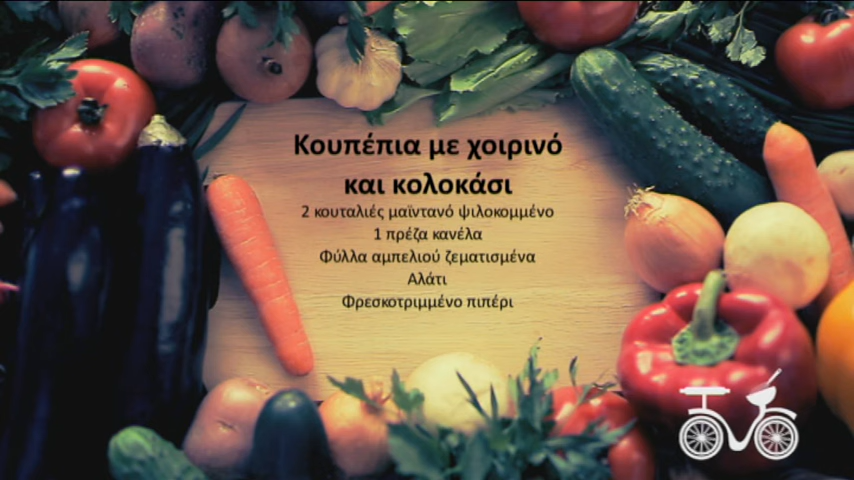 Κουπέπια με χοιρινό
και κολοκάσι
2 κουταλιές μαϊντανό ψιλοκομμένο
1 πρέζα κανέλα
Φύλλα αμπελιού ζεματισμένα
Αλάτι
Φρεσκοτριμμένο πιπέρι